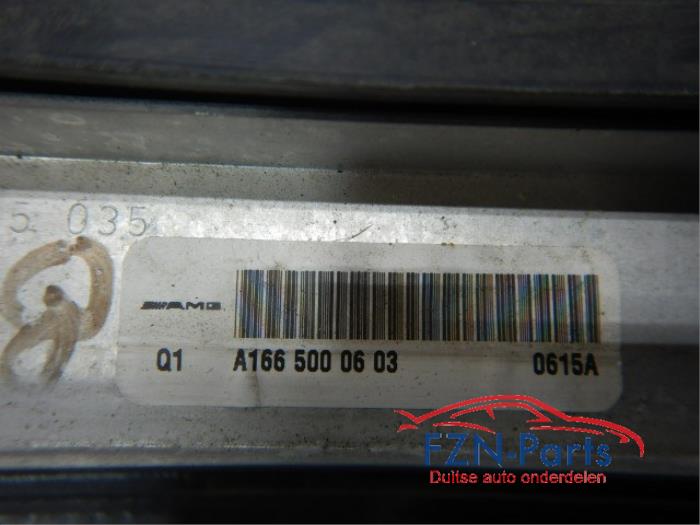 5 035
AMG
Q1 A166 500 06 03 0615A
FZN-Parts
Duitse auto onderdelen